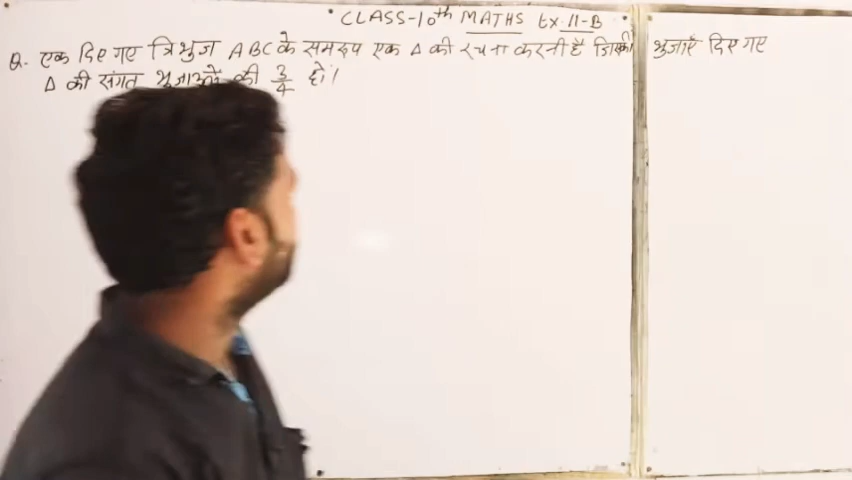 CLASS-10th MATHS Ex. 11-B
Q. एक दिए गए त्रिभुज ABC के समरूप एक Δ की रचना करनी है जिसकी भुजाएँ दिए गए
Δ की संगत भुजाओं की 3/4 हो।